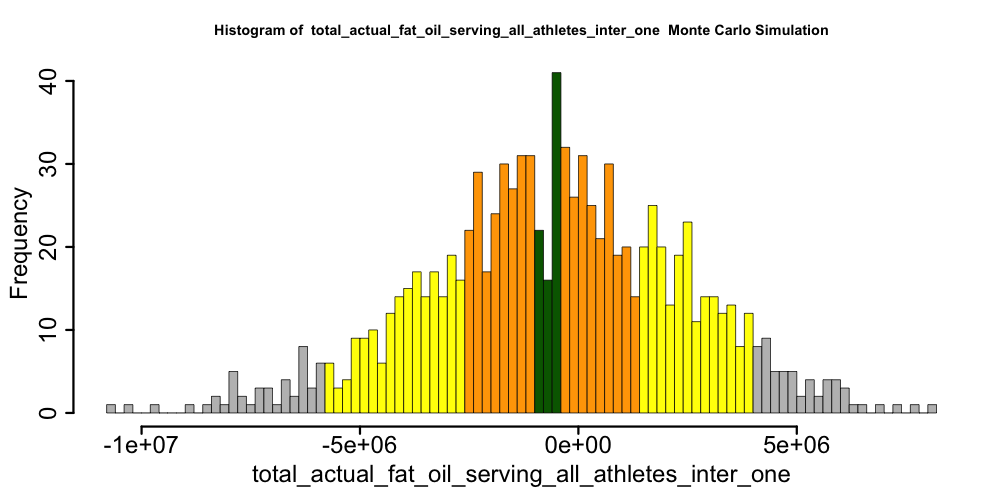 Histogram of  total_actual_fat_oil_serving_all_athletes_inter_one  Monte Carlo Simulation
Frequency
40
30
20
10
0
-1e+07 -5e+06 0e+00 5e+06
total_actual_fat_oil_serving_all_athletes_inter_one